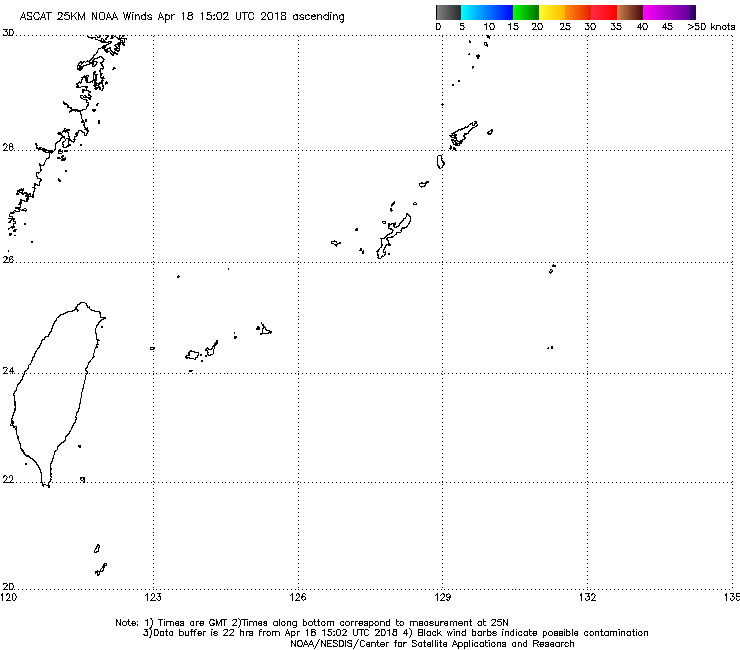 ASCAT 25KM NOAA Winds Apr 18 15:02 UTC 2018 ascending
0 5 10 15 20 25 30 35 40 45 >50 knots
30
28
26
24
22
20
120 123 126 129 132 135
Note: 1) Times are GMT 2)Times along bottom correspond to measurement at 25N
3)Data buffer is 22 hrs from Apr 18 15:02 UTC 2018 4) Black wind barbs indicate possible contamination
NOAA/NESDIS/Center for Satellite Applications and Research